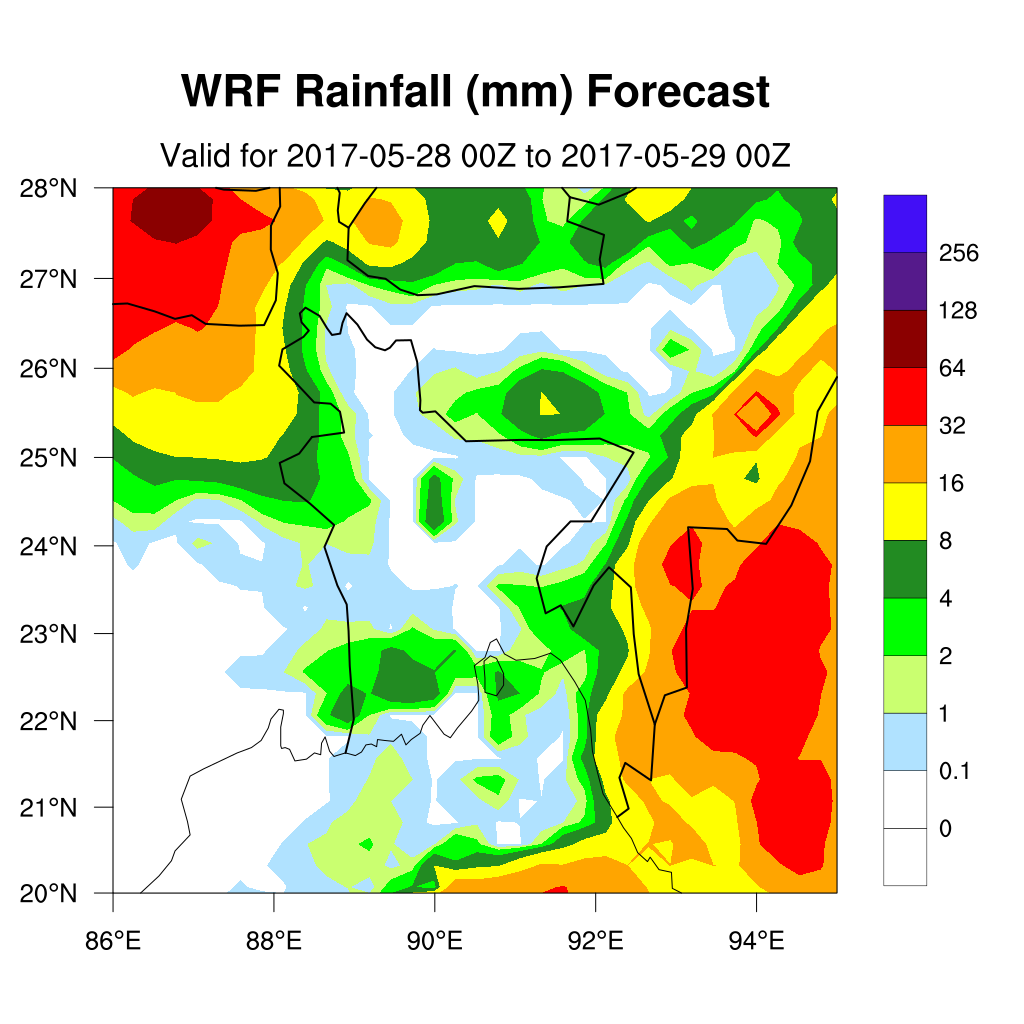 WRF Rainfall (mm) Forecast
Valid for 2017-05-28 00Z to 2017-05-29 00Z
28°N
27°N
26°N
25°N
24°N
23°N
22°N
21°N
20°N
86°E 88°E 90°E 92°E 94°E
256
128
64
32
16
8
4
2
1
0.1
0